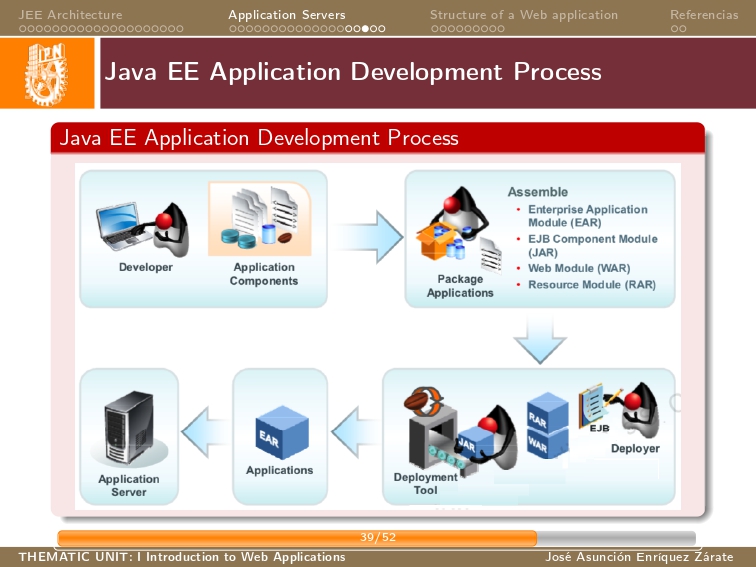 JEE Architecture
Application Servers
Structure of a Web application
Referencias
IPN
Java EE Application Development Process
Java EE Application Development Process
Developer
Application
Components
Package
Applications
Assemble
• Enterprise Application
Module (EAR)
• EJB Component Module
(JAR)
• Web Module (WAR)
• Resource Module (RAR)
Application
Server
EAR
Applications
JAR
Deployment
Tool
RAR
WAR
EJB
Deployer
39/52
THEMATIC UNIT: I Introduction to Web Applications
José Asunción Enríquez Zárate